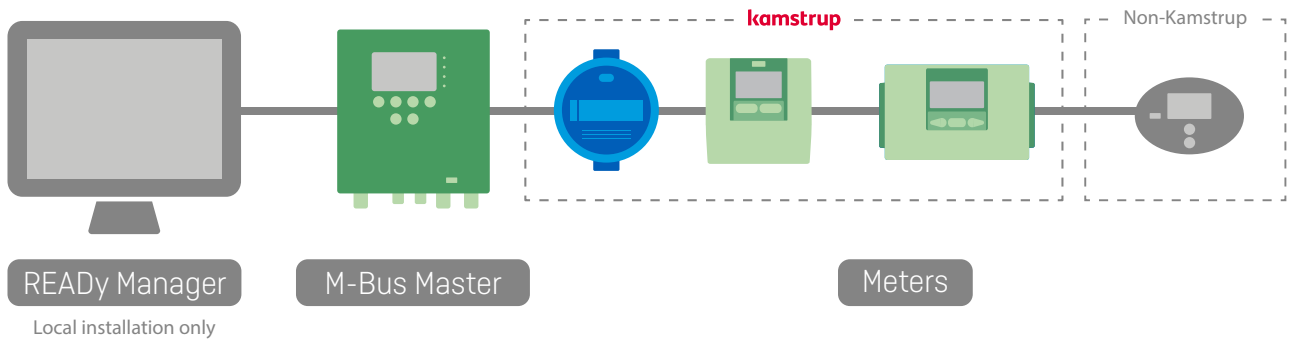 kamstrup
Non-Kamstrup
READy Manager
M-Bus Master
Meters
Local installation only